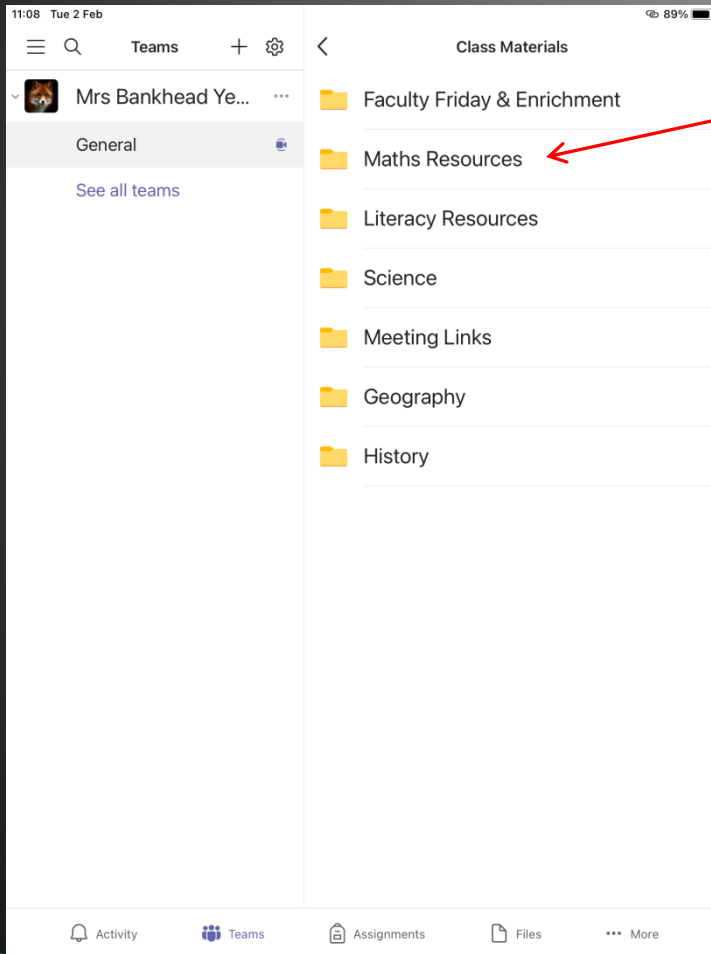 11:08 Tue 2 Feb
89%
Teams
Class Materials
Mrs Bankhead Ye...
General
See all teams
Faculty Friday & Enrichment
Maths Resources
Literacy Resources
Science
Meeting Links
Geography
History
Activity
Teams
Assignments
Files
More